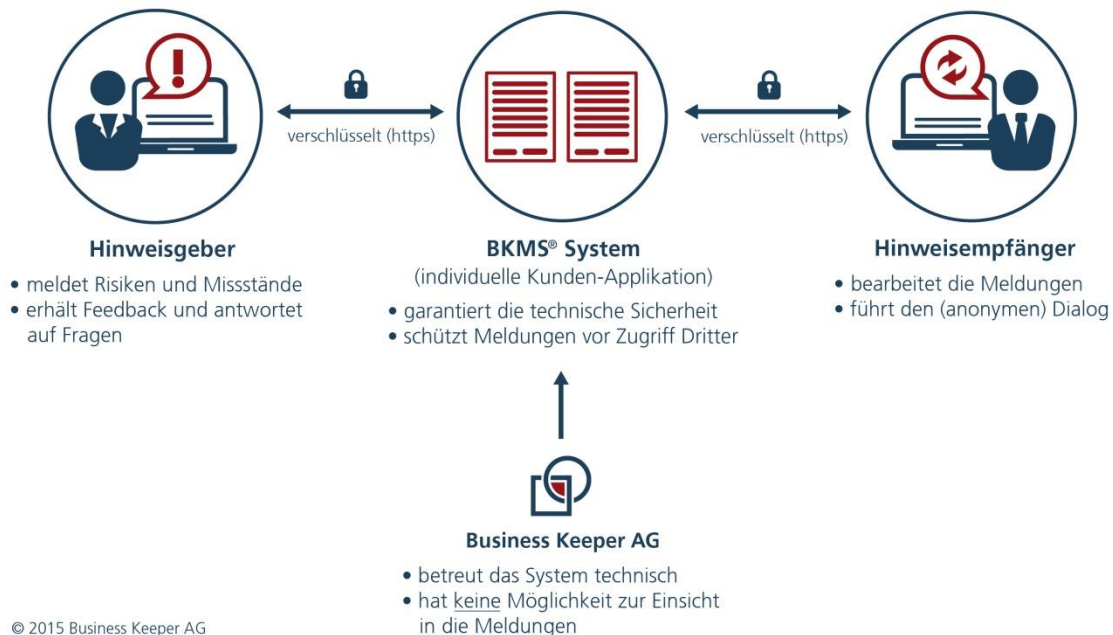 verschlüsselt (https)
verschlüsselt (https)
Hinweisgeber
• meldet Risiken und Missstände
• erhält Feedback und antwortet
auf Fragen
BKMS® System
(individuelle Kunden-Applikation)
• garantiert die technische Sicherheit
• schützt Meldungen vor Zugriff Dritter
Hinweisempfänger
• bearbeitet die Meldungen
• führt den (anonymen) Dialog
Business Keeper AG
• betreut das System technisch
• hat keine Möglichkeit zur Einsicht
in die Meldungen
© 2015 Business Keeper AG